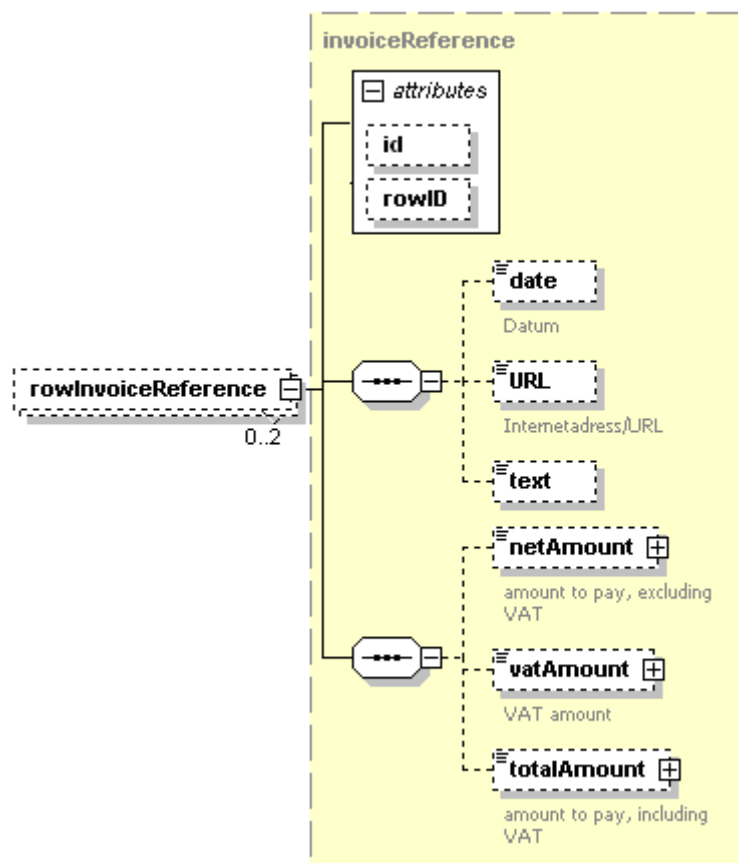 invoiceReference
attributes
id
rowID
date
Datum
URL
Internetadress/URL
rowInvoiceReference
0..2
text
netAmount
amount to pay, excluding
VAT
vatAmount
VAT amount
totalAmount
amount to pay, including
VAT